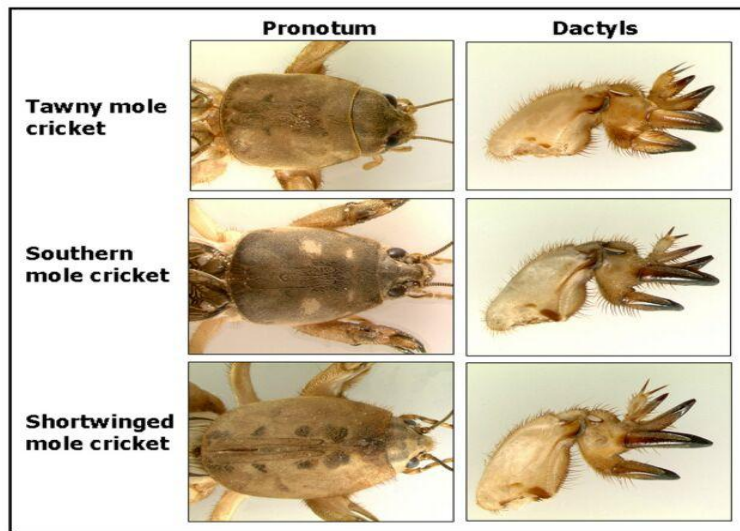 Pronotum
Dactyls
Tawny mole
cricket
Southern
mole cricket
Shortwinged
mole cricket